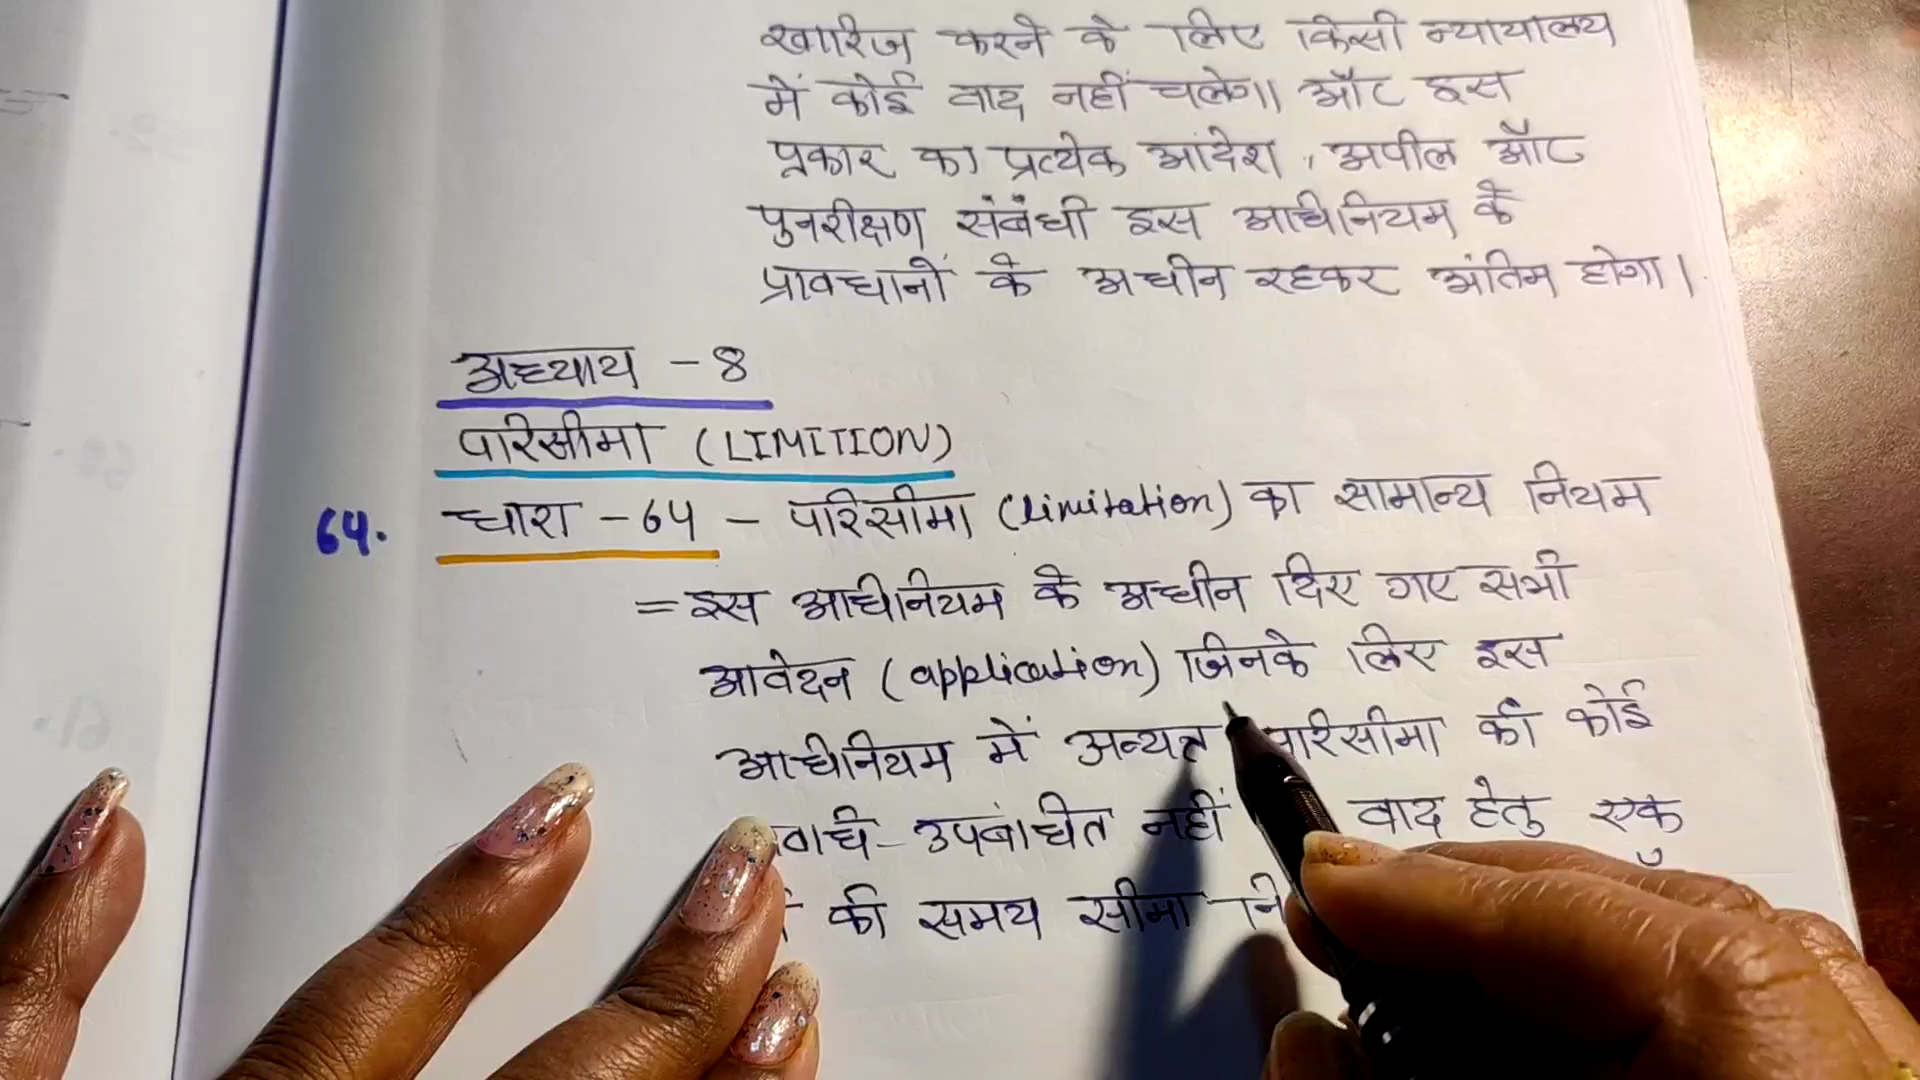 खारिज करने के लिए किसी न्यायालय
में कोई वाद नहीं चलेगा। और इस
प्रकार का प्रत्येक आदेश, अपील और
पुनरीक्षण संबंधी इस अधिनियम के
प्रावधानों के अधीन रहकर अंतिम होगा।
अध्याय - 8
परिसीमा (LIMITION)
64. धारा - 64 - परिसीमा (limitation) का सामान्य नियम
= इस अधिनियम के अधीन दिए गए सभी
आवेदन (application) जिनके लिए इस
अधिनियम में अन्यत्र परिसीमा की कोई
उपबंधित नहीं वाद हेतु एक
की समय सीमा